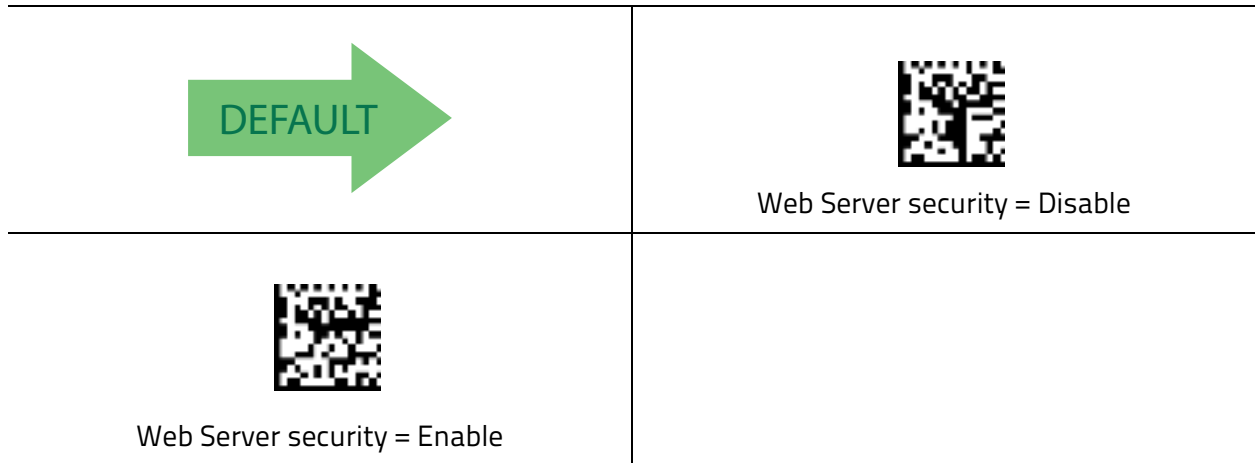 DEFAULT
Web Server security = Disable
Web Server security = Enable